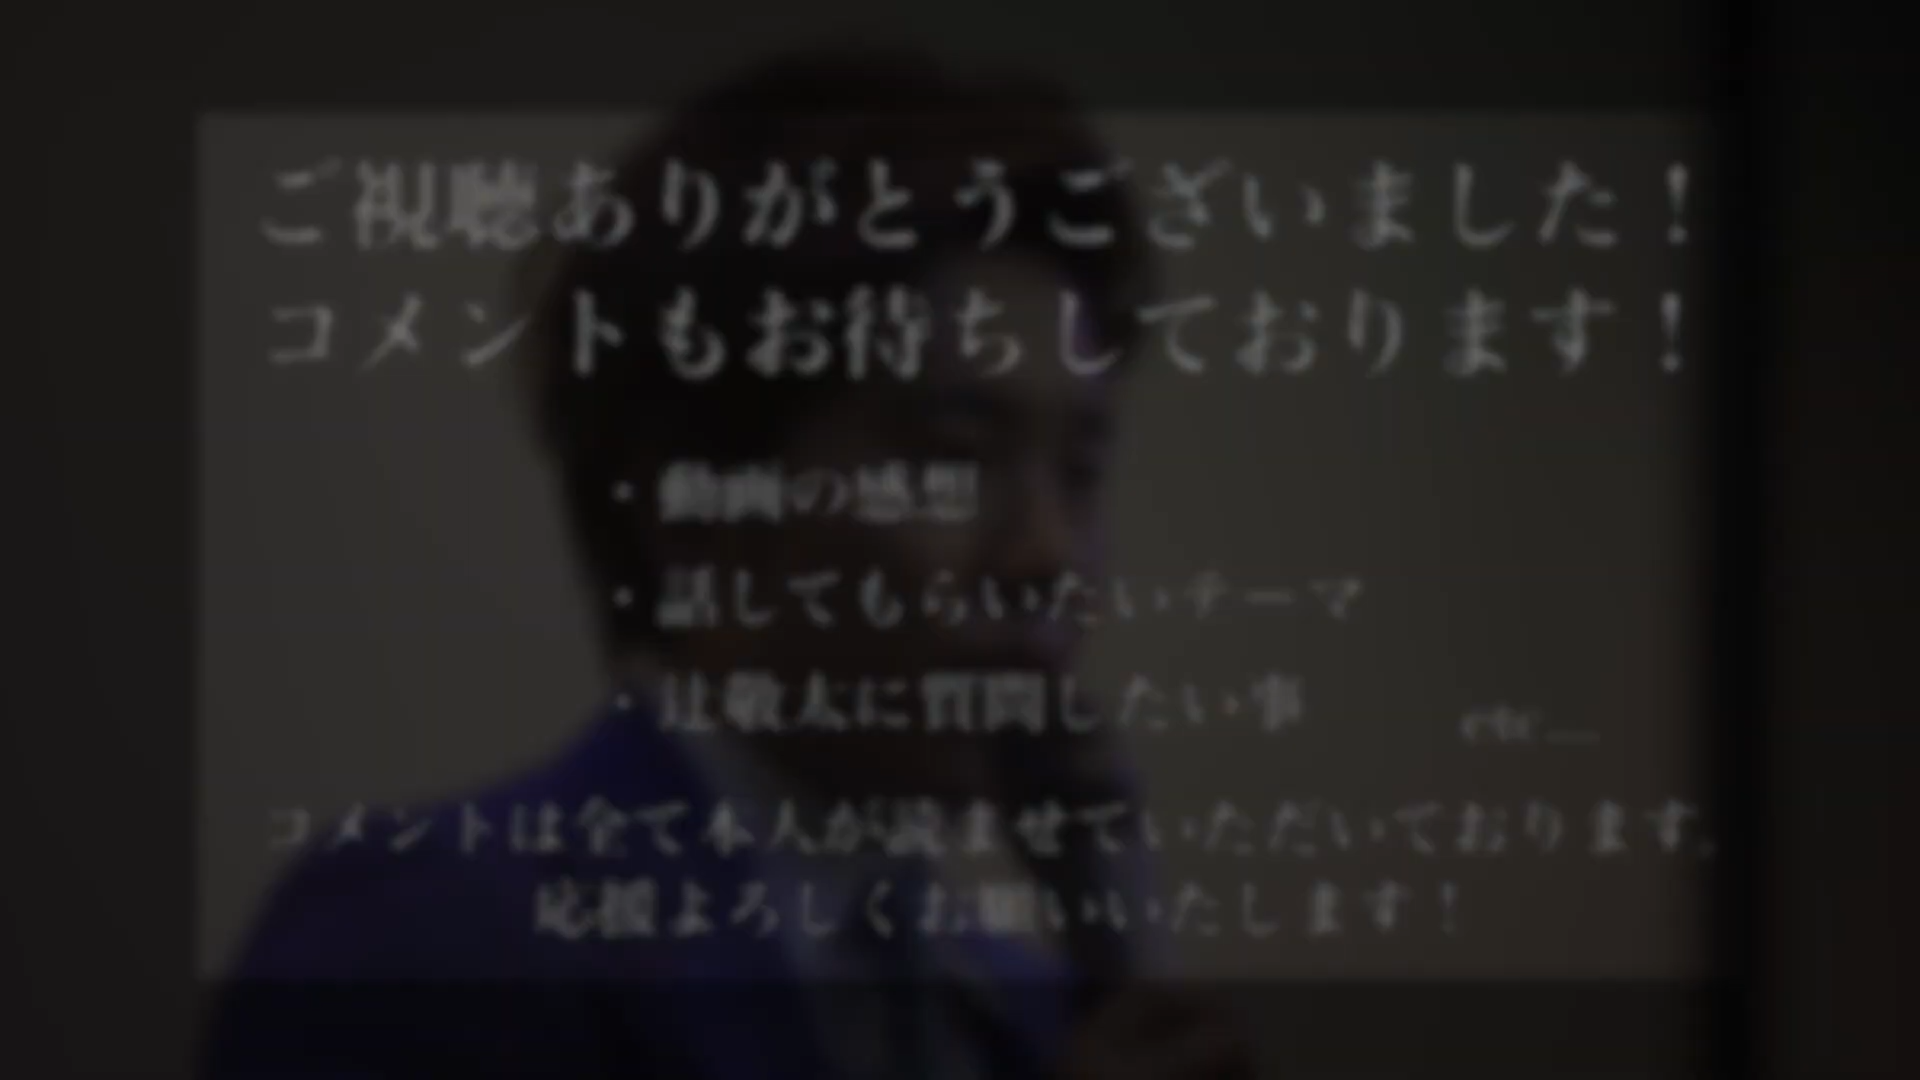 ご視聴ありがとうございました！
コメントもお待ちしております！
・動画の感想
・話してもらいたいテーマ
・辻敬太に質問したい事
etc...
コメントは全て本人が読ませていただいております。
応援よろしくお願いいたします！